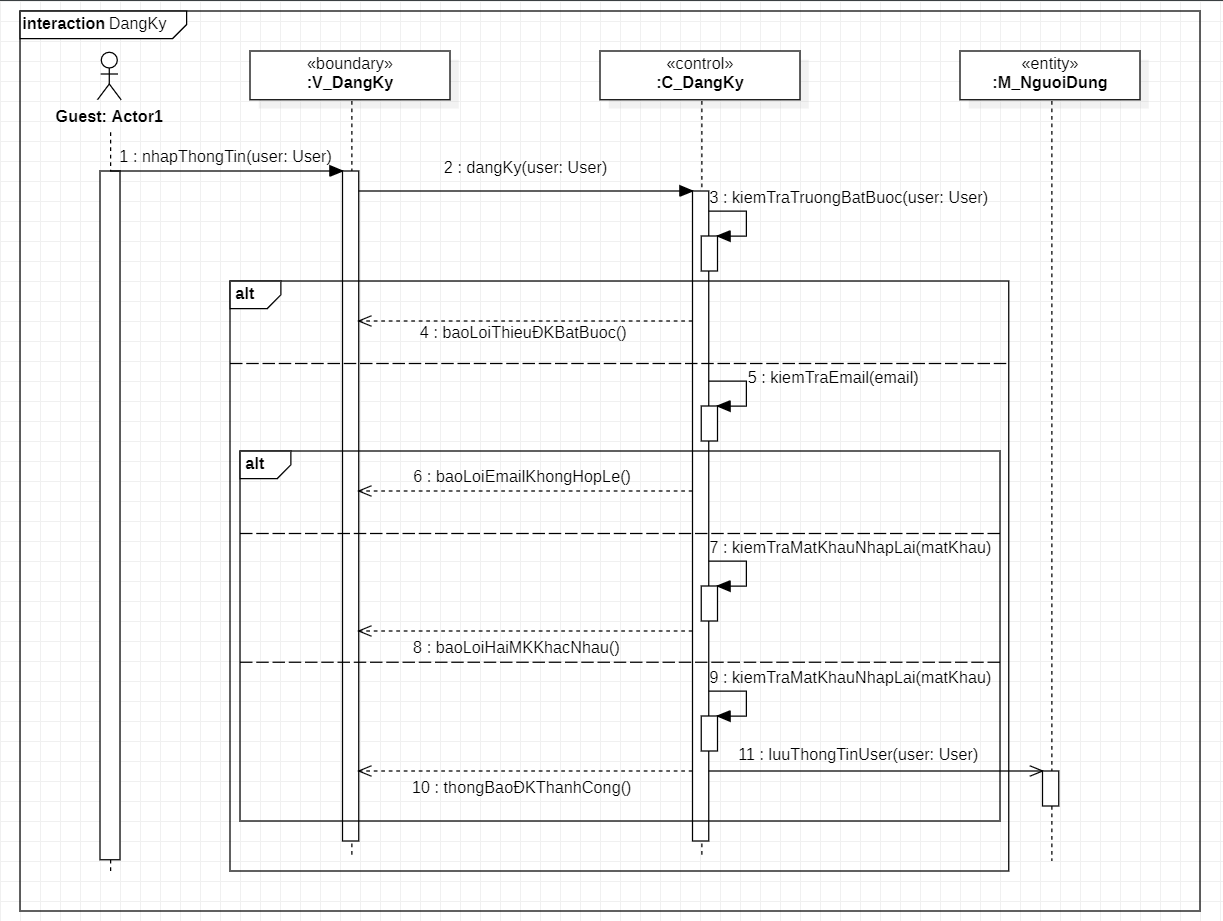 interaction DangKy
«boundary»
:V_DangKy
«control»
:C_DangKy
«entity»
:M_NguoiDung
Guest: Actor1
1 : nhapThongTin(user: User)
2 : dangKy(user: User)
3 : kiemTraTruongBatBuoc(user: User)
alt
4 : baoLoiThieuĐKBatBuoc()
5 : kiemTraEmail(email)
alt
6 : baoLoiEmailKhongHopLe()
7 : kiemTraMatKhauNhapLai(matKhau)
8 : baoLoiHaiMKKhacNhau()
9 : kiemTraMatKhauNhapLai(matKhau)
11 : luuThongTinUser(user: User)
10 : thongBaoĐKThanhCong()